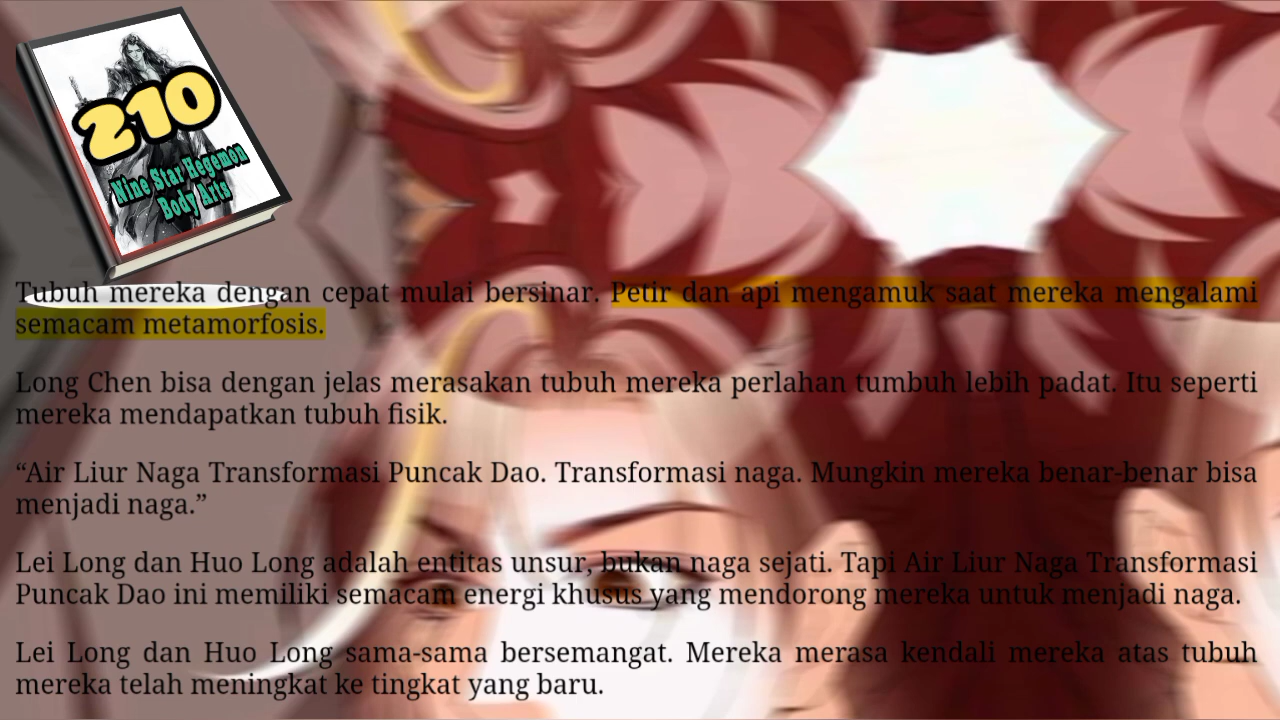 210
Nine Star Hegemon
Body Arts
Tubuh mereka dengan cepat mulai bersinar. Petir dan api mengamuk saat mereka mengalami
semacam metamorfosis.
Long Chen bisa dengan jelas merasakan tubuh mereka perlahan tumbuh lebih padat. Itu seperti
mereka mendapatkan tubuh fisik.
“Air Liur Naga Transformasi Puncak Dao. Transformasi naga. Mungkin mereka benar-benar bisa
menjadi naga.”
Lei Long dan Huo Long adalah entitas unsur, bukan naga sejati. Tapi Air Liur Naga Transformasi
Puncak Dao ini memiliki semacam energi khusus yang mendorong mereka untuk menjadi naga.
Lei Long dan Huo Long sama-sama bersemangat. Mereka merasa kendali mereka atas tubuh
mereka telah meningkat ke tingkat yang baru.